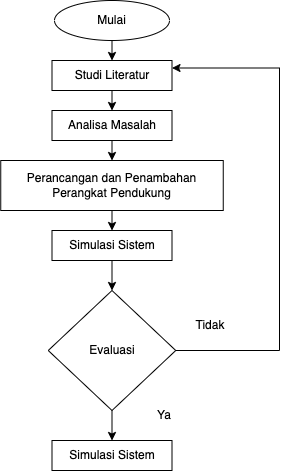 Mulai
Studi Literatur
Analisa Masalah
Perancangan dan Penambahan
Perangkat Pendukung
Simulasi Sistem
Tidak
Evaluasi
Ya
Simulasi Sistem